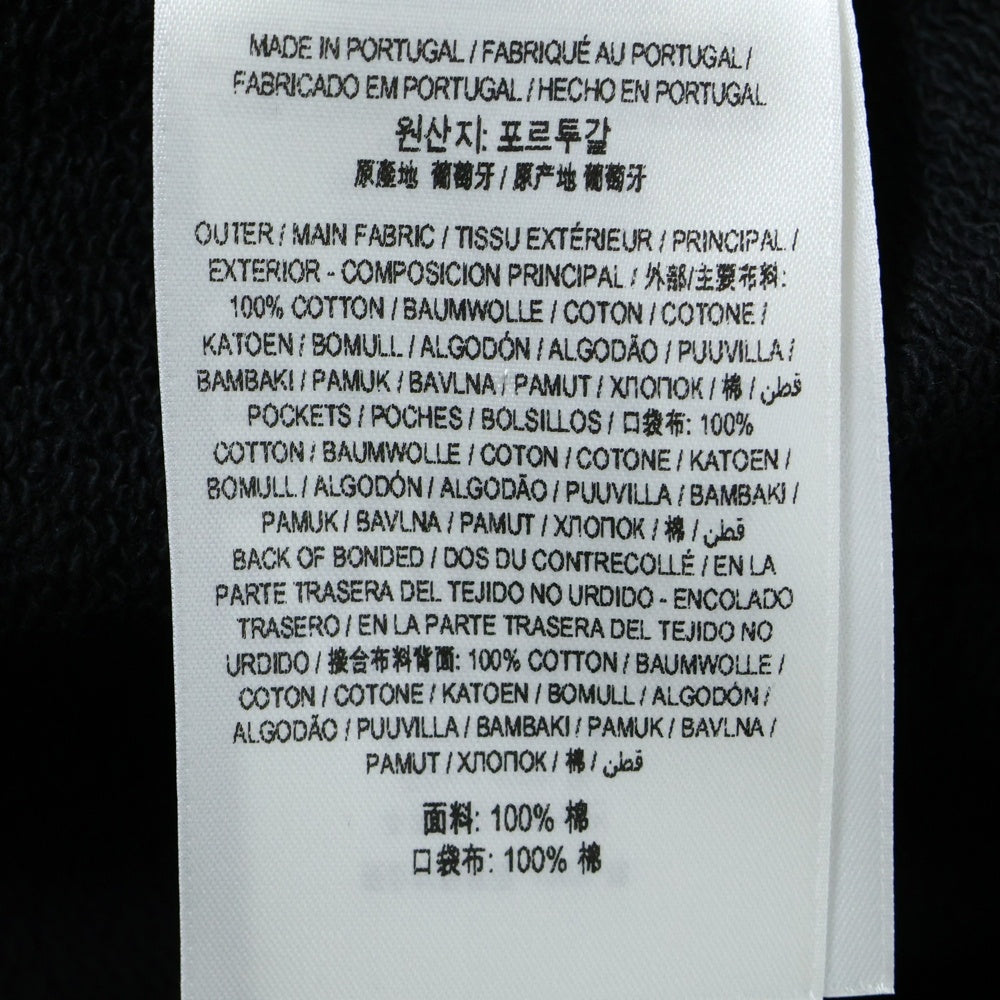 MADE IN PORTUGAL / FABRIQUÉ AU PORTUGAL /
FABRICADO EM PORTUGAL / HECHO EN PORTUGAL
원산지: 포르투갈
原產地 葡萄牙 / 原产地 葡萄牙
OUTER / MAIN FABRIC / TISSU EXTÉRIEUR / PRINCIPAL /
EXTERIOR - COMPOSICION PRINCIPAL / 外部/主要布料:
100% COTTON / BAUMWOLLE / COTON / COTONE /
KATOEN / BOMULL / ALGODÓN / ALGODÃO / PUUVILLA /
BAMBAKI / PAMUK / BAVLNA / PAMUT / ХЛОПОК / 棉 / قطن
POCKETS / POCHES / BOLSILLOS / 口袋布: 100%
COTTON / BAUMWOLLE / COTON / COTONE / KATOEN /
BOMULL / ALGODÓN / ALGODÃO / PUUVILLA / BAMBAKI /
PAMUK / BAVLNA / PAMUT / ХЛОПОК / 棉 / قطن
BACK OF BONDED / DOS DU CONTRECOLLÉ / EN LA
PARTE TRASERA DEL TEJIDO NO URDIDO - ENCOLADO
TRASERO / EN LA PARTE TRASERA DEL TEJIDO NO
URDIDO / 接合布料背面: 100% COTTON / BAUMWOLLE /
COTON / COTONE / KATOEN / BOMULL / ALGODÓN /
ALGODÃO / PUUVILLA / BAMBAKI / PAMUK / BAVLNA /
PAMUT / ХЛОПОК / 棉 / قطن
面料: 100% 棉
口袋布: 100% 棉